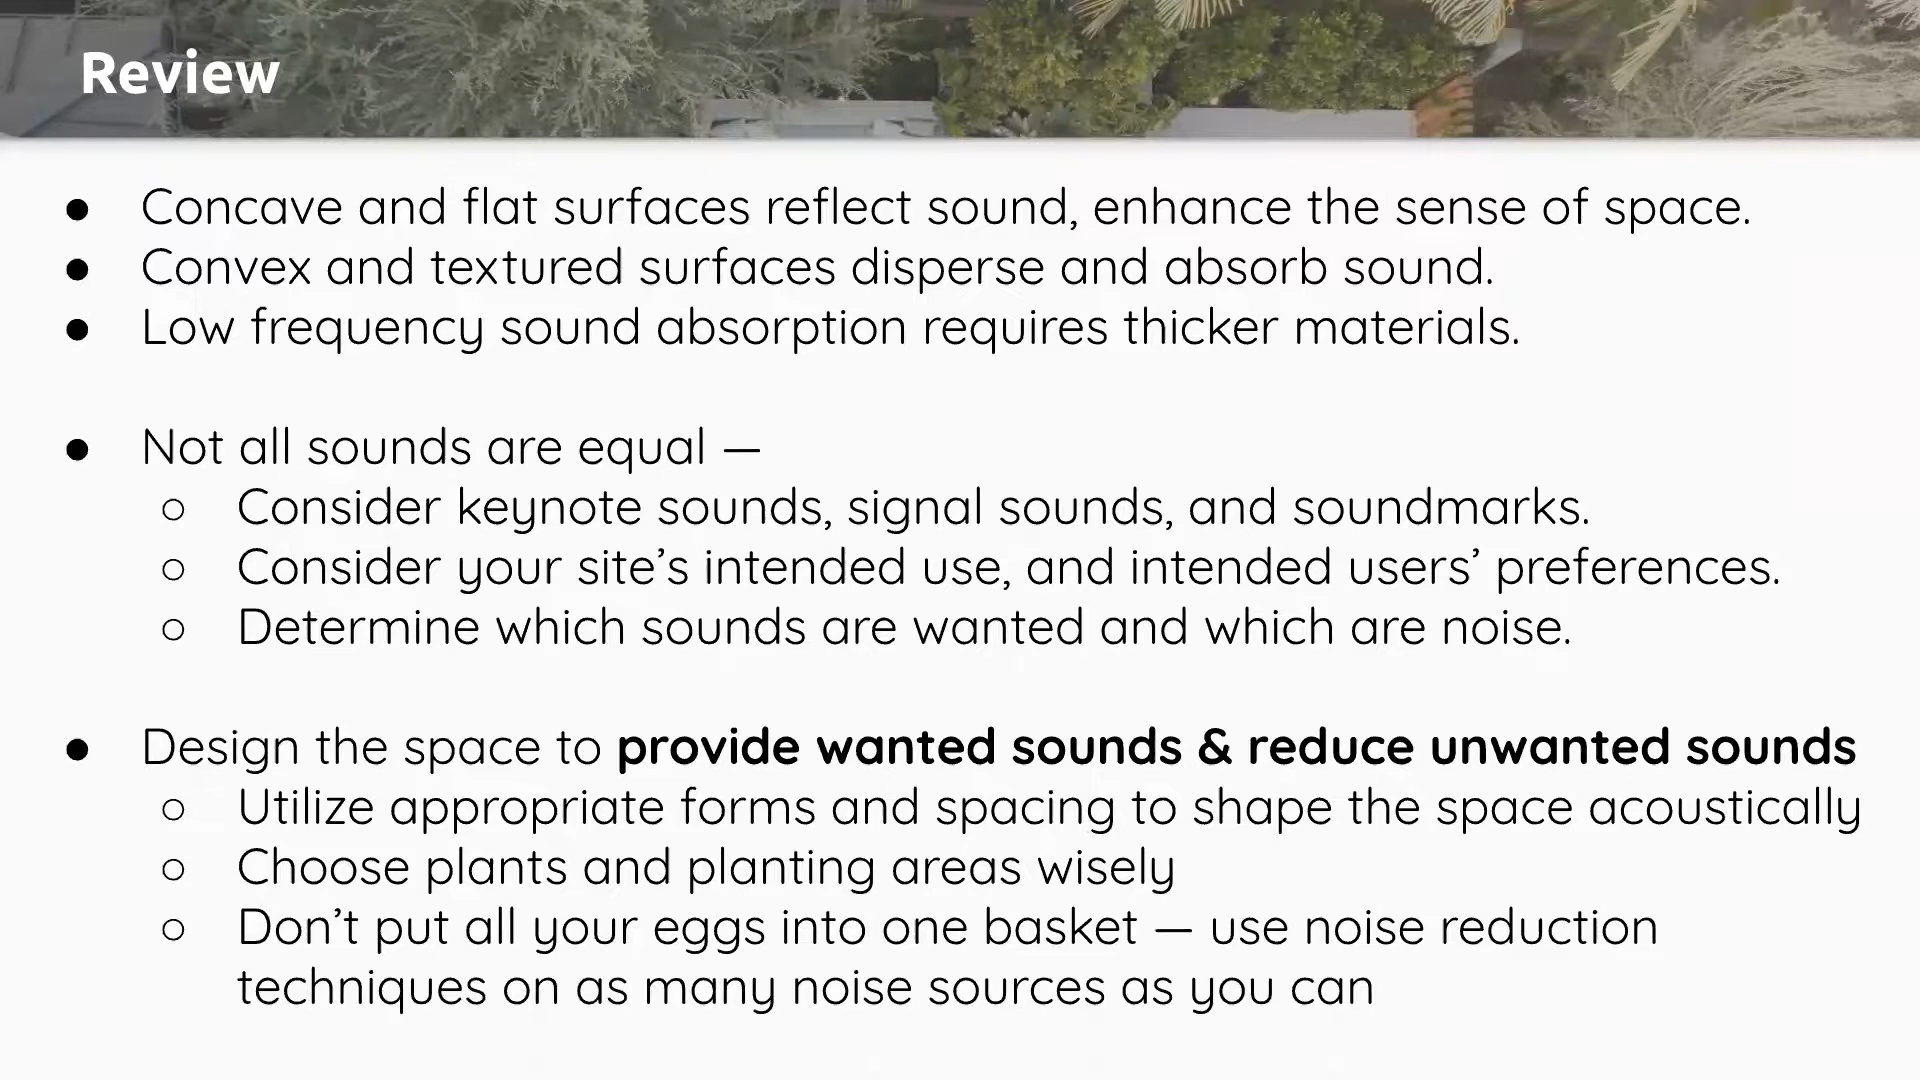 Review
● Concave and flat surfaces reflect sound, enhance the sense of space.
● Convex and textured surfaces disperse and absorb sound.
● Low frequency sound absorption requires thicker materials.
● Not all sounds are equal —
○ Consider keynote sounds, signal sounds, and soundmarks.
○ Consider your site’s intended use, and intended users’ preferences.
○ Determine which sounds are wanted and which are noise.
● Design the space to provide wanted sounds & reduce unwanted sounds
○ Utilize appropriate forms and spacing to shape the space acoustically
○ Choose plants and planting areas wisely
○ Don’t put all your eggs into one basket — use noise reduction
techniques on as many noise sources as you can